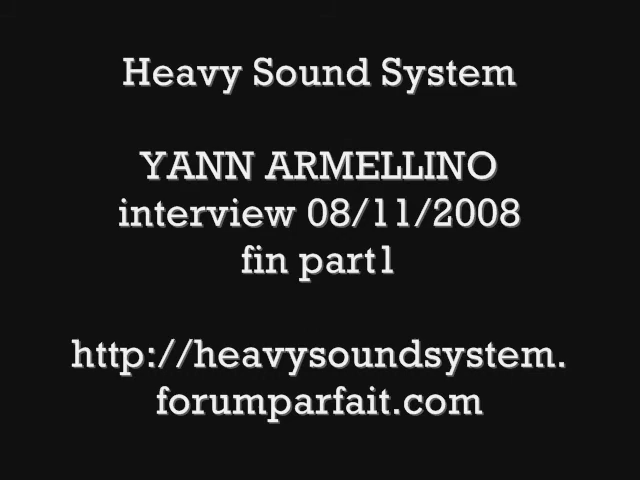 Heavy Sound System
YANN ARMELLINO
interview 08/11/2008
fin part1
http://heavysoundsystem.
forumparfait.com